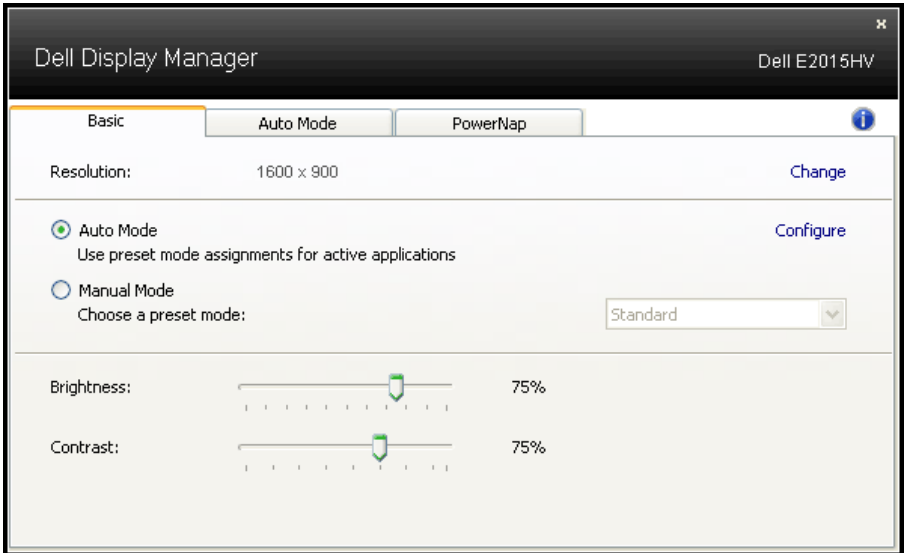 Dell Display Manager
Dell E2015HV
Basic
Auto Mode
PowerNap
Resolution:
1600 x 900
Change
Auto Mode
Configure
Use preset mode assignments for active applications
Manual Mode
Choose a preset mode:
Standard
Brightness:
75%
Contrast:
75%